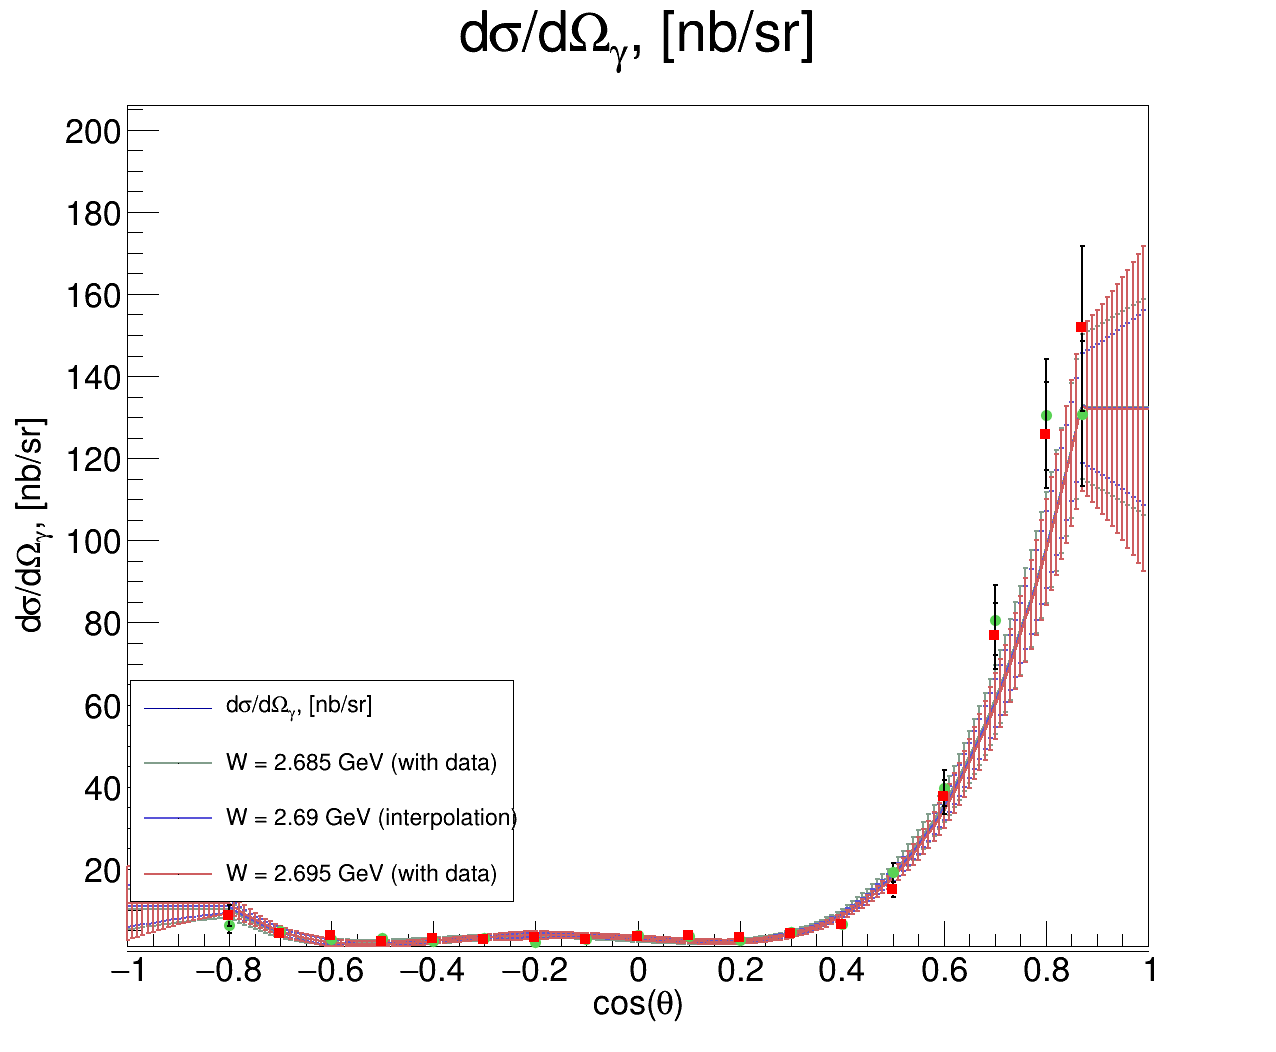 dσ/dΩγ, [nb/sr]
dσ/dΩγ, [nb/sr]
200
180
160
140
120
100
80
60
40
20
dσ/dΩγ, [nb/sr]
W = 2.685 GeV (with data)
W = 2.69 GeV (interpolation)
W = 2.695 GeV (with data)
−1 −0.8 −0.6 −0.4 −0.2 0 0.2 0.4 0.6 0.8 1
cos(θ)